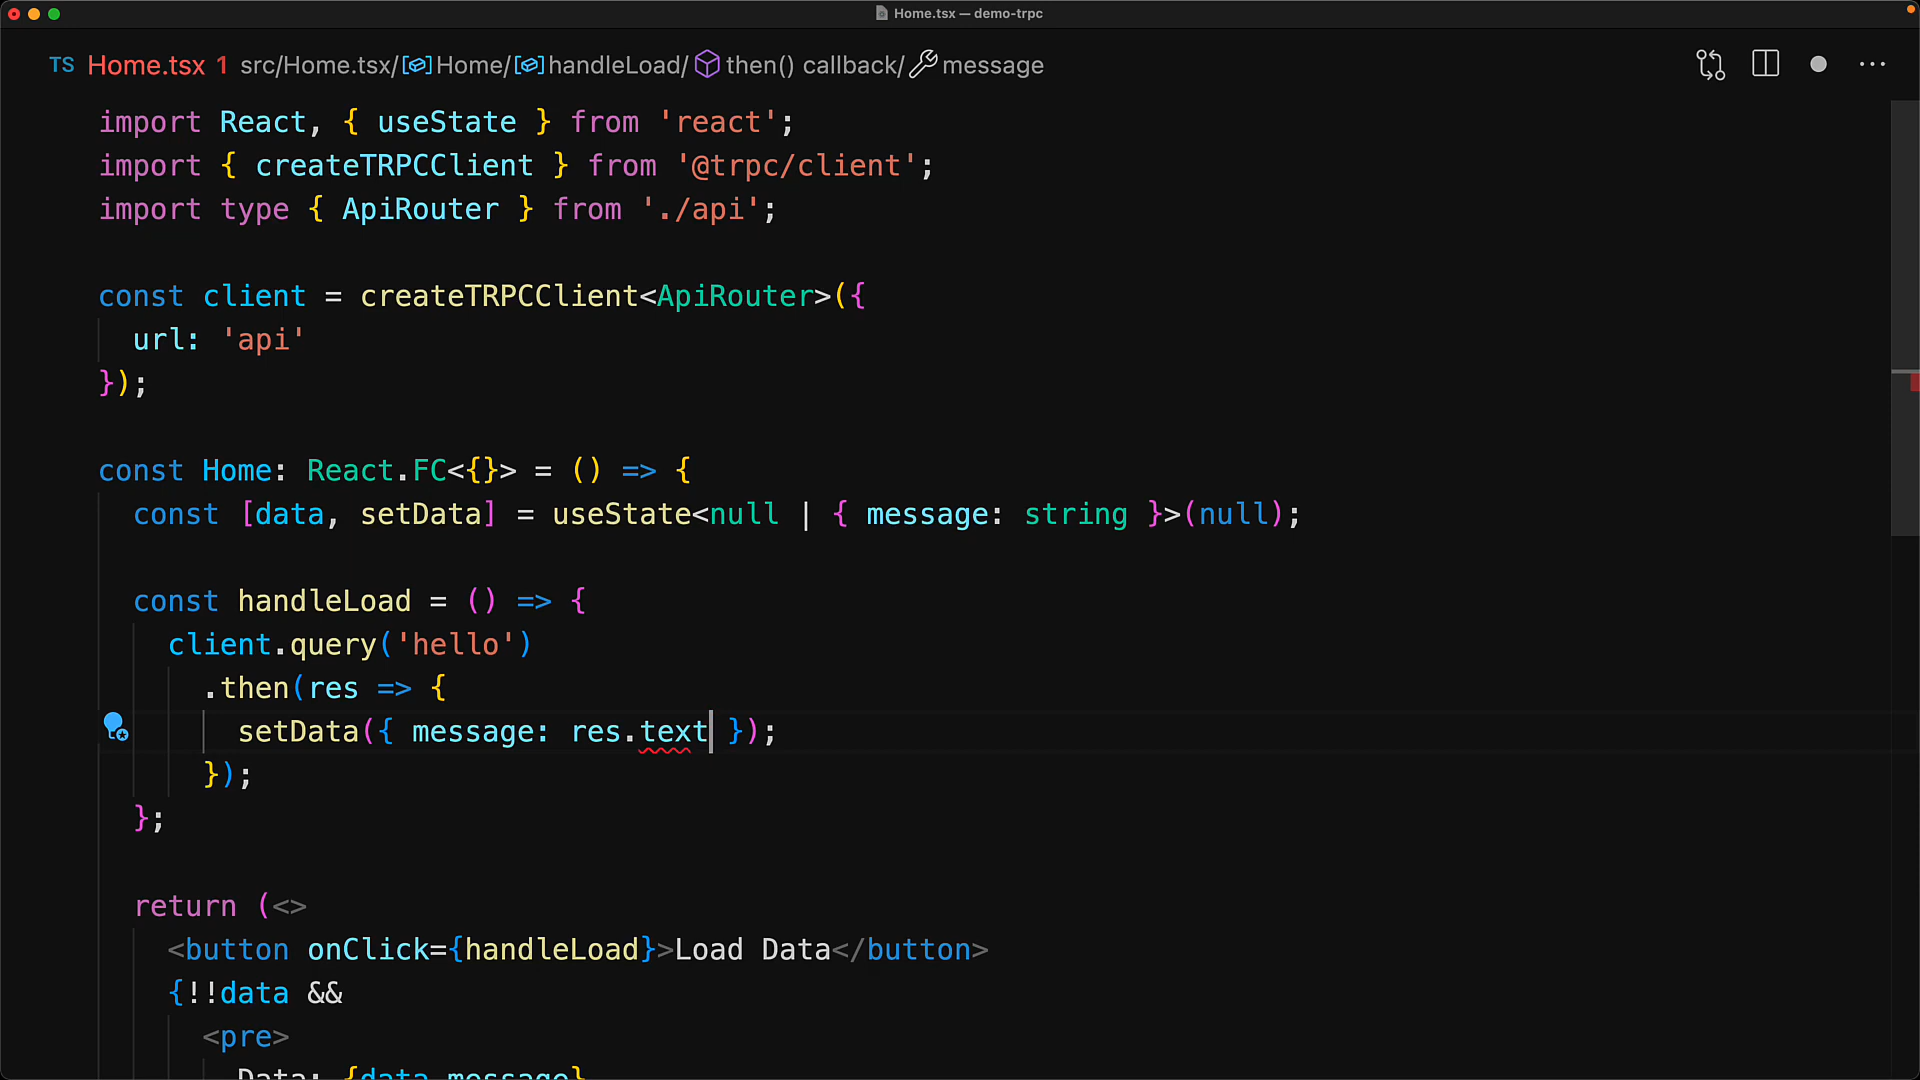 Home.tsx — demo-trpc
TS Home.tsx 1 src/Home.tsx/Home/handleLoad/then() callback/message
import React, { useState } from 'react';
import { createTRPCClient } from '@trpc/client';
import type { ApiRouter } from './api';
const client = createTRPCClient<ApiRouter>({
url: 'api'
});
const Home: React.FC<{}> = () => {
const [data, setData] = useState<null | { message: string }>(null);
const handleLoad = () => {
client.query('hello')
.then(res => {
setData({ message: res.text });
});
};
return (<>
<button onClick={handleLoad}>Load Data</button>
{!!data &&
<pre>
Data: {data.message}